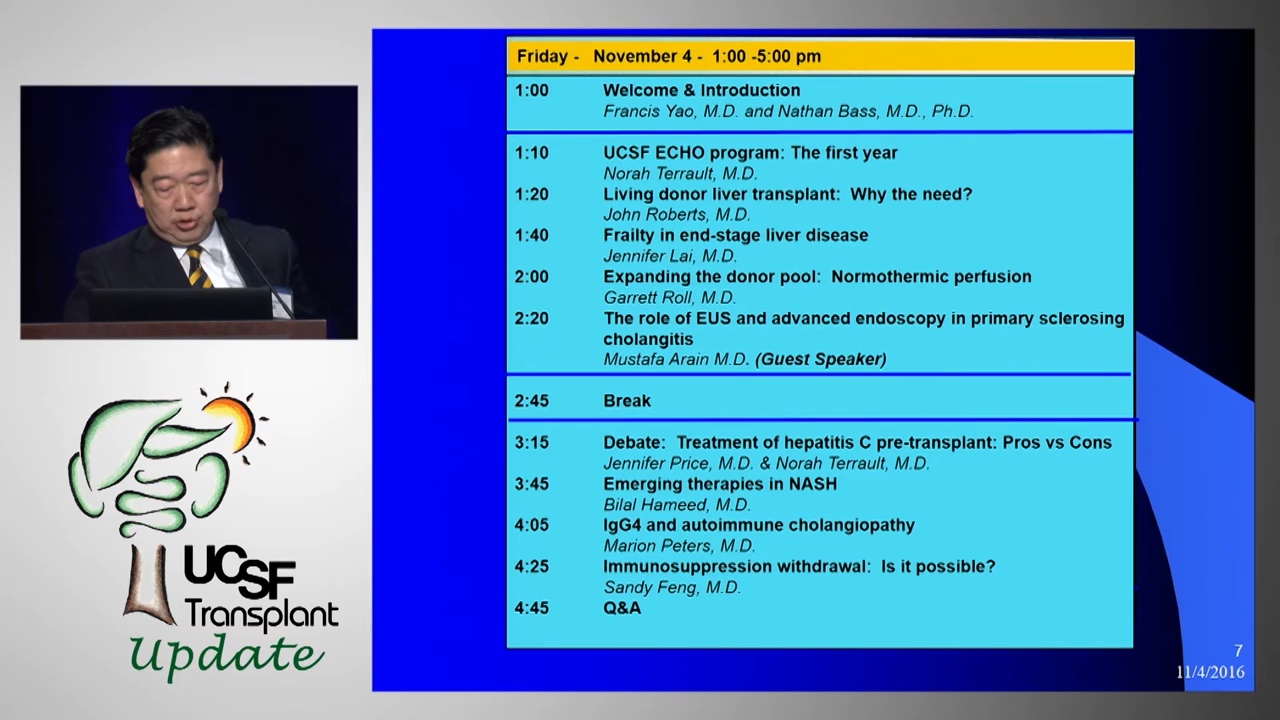 Friday - November 4 - 1:00 -5:00 pm
1:00 Welcome & Introduction
Francis Yao, M.D. and Nathan Bass, M.D., Ph.D.
1:10 UCSF ECHO program: The first year
Norah Terrault, M.D.
1:20 Living donor liver transplant: Why the need?
John Roberts, M.D.
1:40 Frailty in end-stage liver disease
Jennifer Lai, M.D.
2:00 Expanding the donor pool: Normothermic perfusion
Garrett Roll, M.D.
2:20 The role of EUS and advanced endoscopy in primary sclerosing
cholangitis
Mustafa Arain M.D. (Guest Speaker)
2:45 Break
3:15 Debate: Treatment of hepatitis C pre-transplant: Pros vs Cons
Jennifer Price, M.D. & Norah Terrault, M.D.
3:45 Emerging therapies in NASH
Bilal Hameed, M.D.
4:05 IgG4 and autoimmune cholangiopathy
Marion Peters, M.D.
4:25 Immunosuppression withdrawal: Is it possible?
Sandy Feng, M.D.
4:45 Q&A
7
11/4/2016
UCSF
Transplant
Update